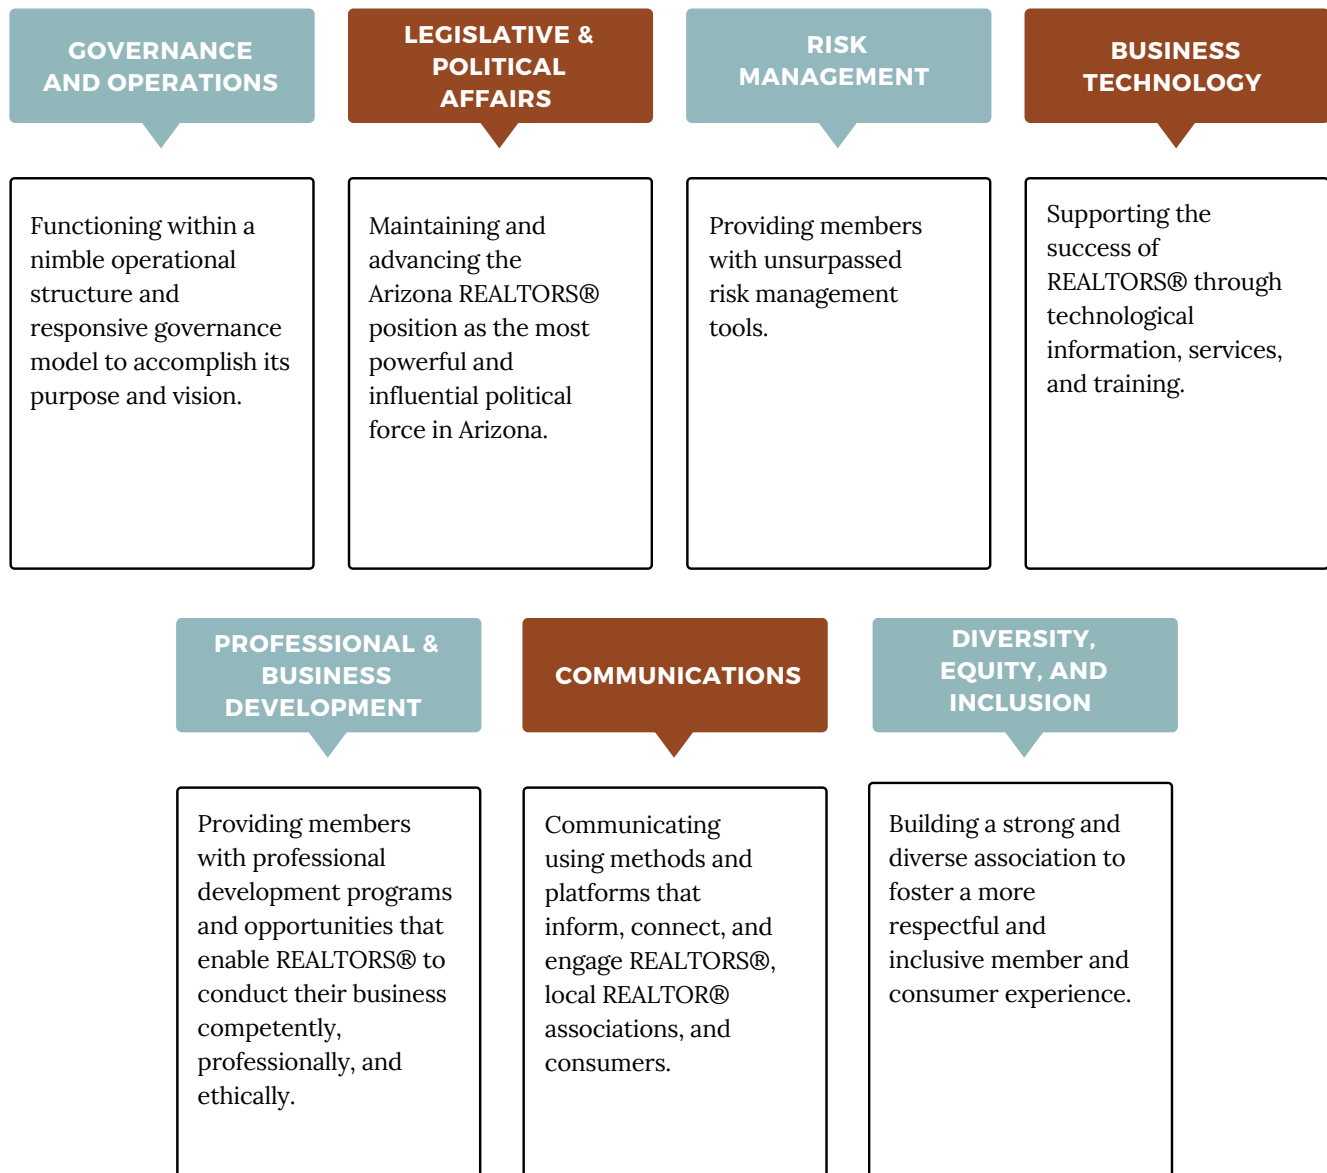 GOVERNANCE
AND OPERATIONS
Functioning within a
nimble operational
structure and
responsive governance
model to accomplish its
purpose and vision.
LEGISLATIVE &
POLITICAL
AFFAIRS
Maintaining and
advancing the
Arizona REALTORS®
position as the most
powerful and
influential political
force in Arizona.
RISK
MANAGEMENT
Providing members
with unsurpassed
risk management
tools.
BUSINESS
TECHNOLOGY
Supporting the
success of
REALTORS® through
technological
information, services,
and training.
PROFESSIONAL &
BUSINESS
DEVELOPMENT
Providing members
with professional
development programs
and opportunities that
enable REALTORS® to
conduct their business
competently,
professionally, and
ethically.
COMMUNICATIONS
Communicating
using methods and
platforms that
inform, connect, and
engage REALTORS®,
local REALTOR®
associations, and
consumers.
DIVERSITY,
EQUITY, AND
INCLUSION
Building a strong and
diverse association to
foster a more
respectful and
inclusive member and
consumer experience.